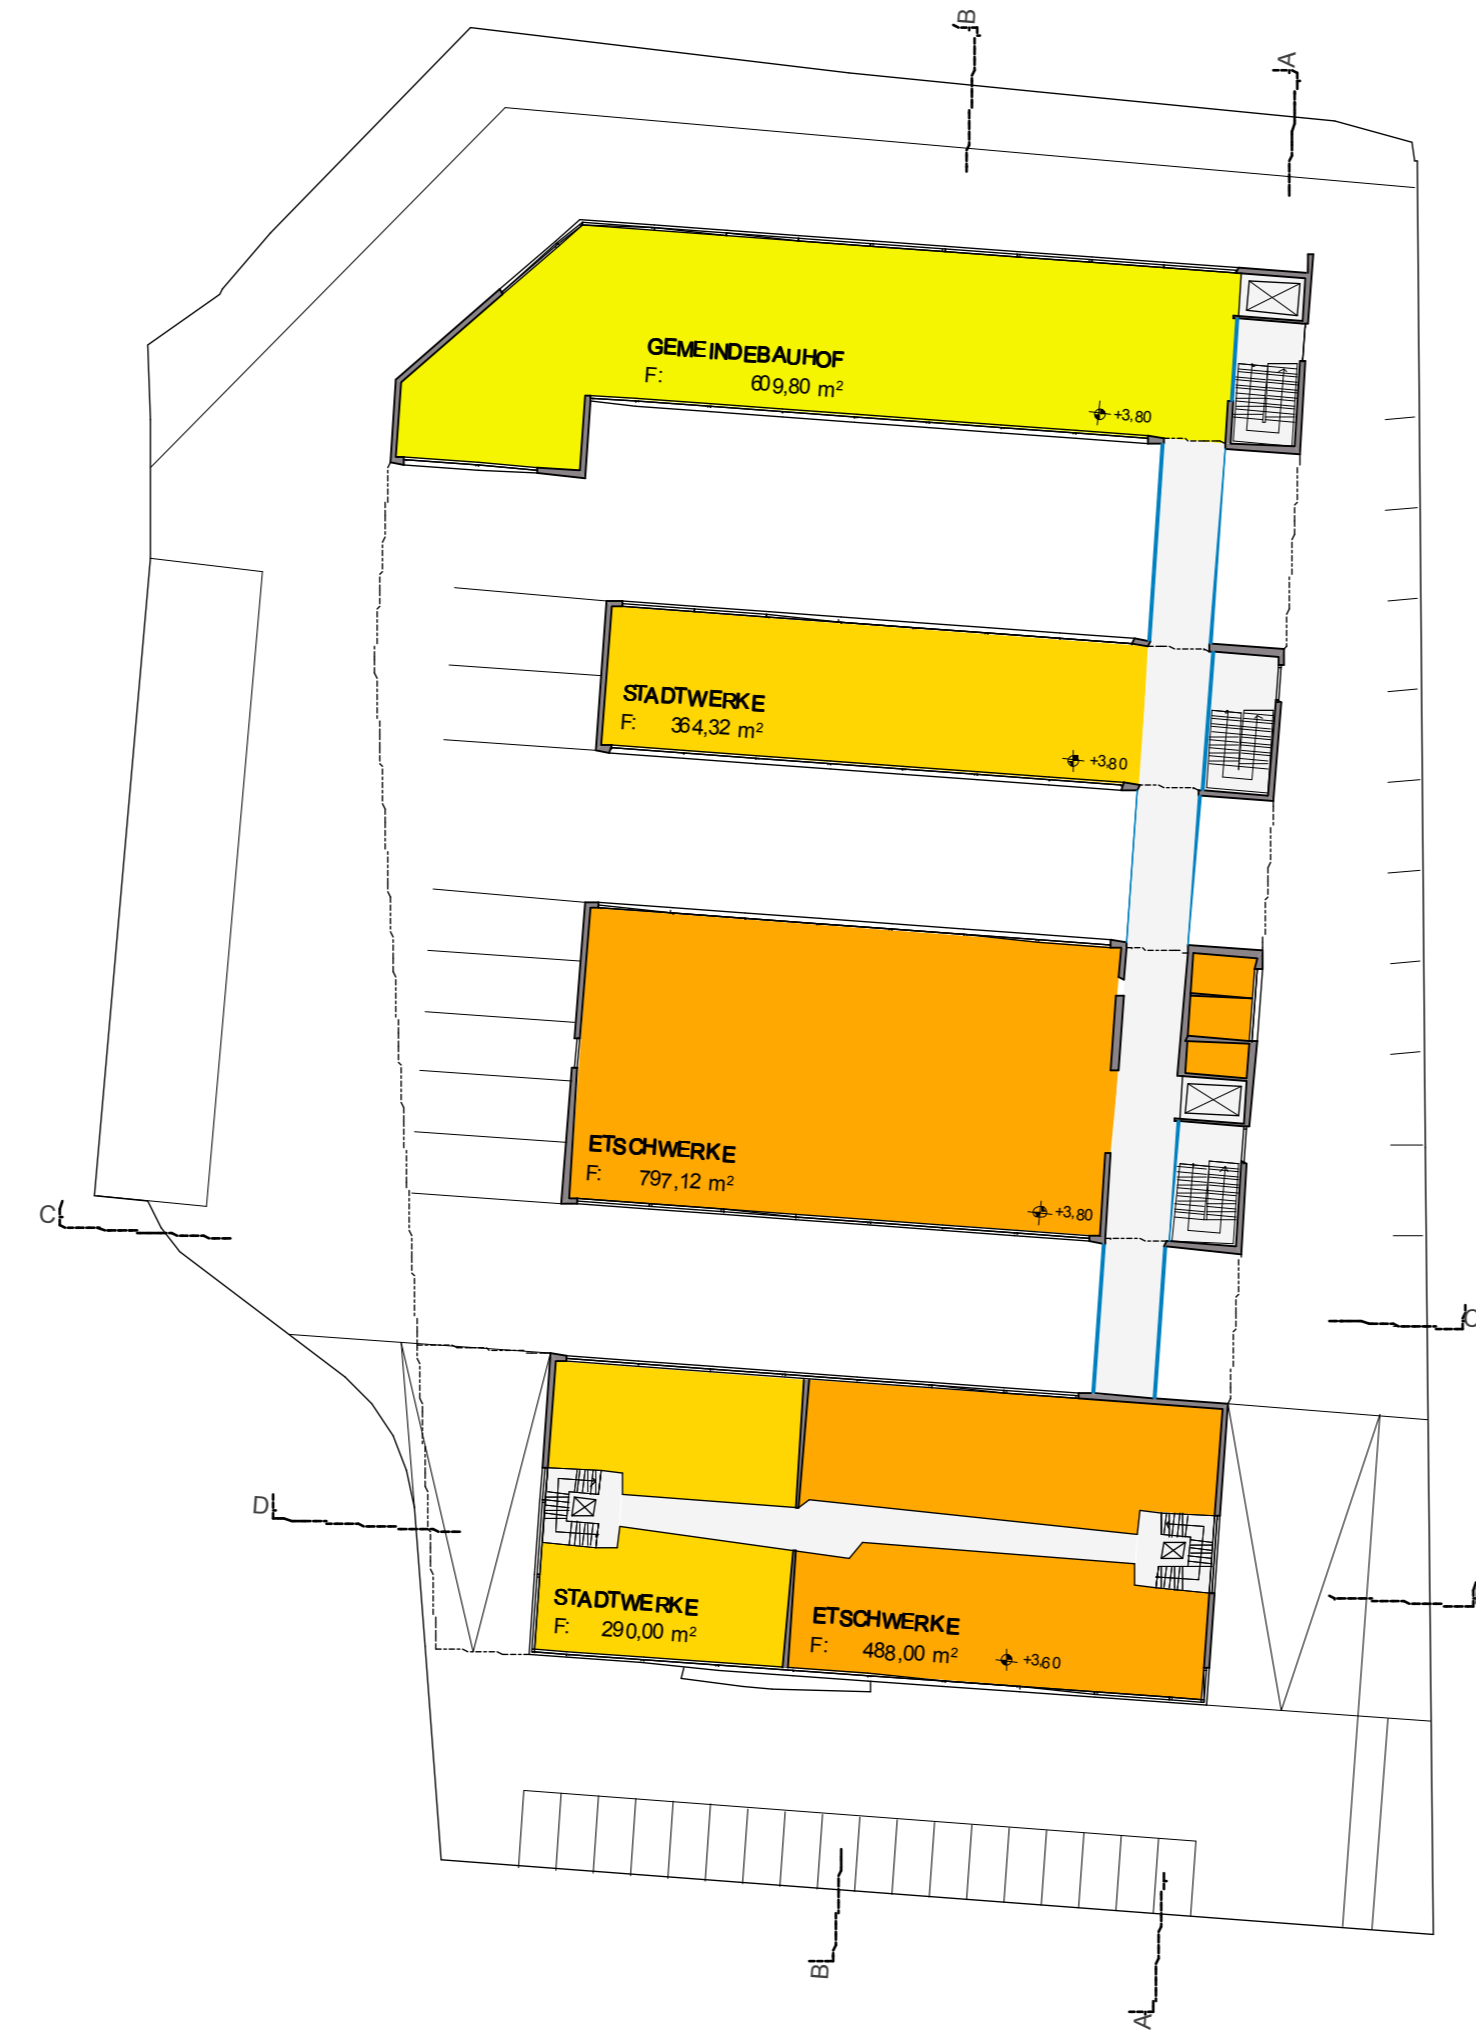 B
A
GEMEINDEBAUHOF
F: 609,80 m²
+3,80
STADTWERKE
F: 364,32 m²
+3,80
ETSCHWERKE
F: 797,12 m²
+3,80
C
C
D
STADTWERKE
F: 290,00 m²
ETSCHWERKE
F: 488,00 m²
+3,60
B
A